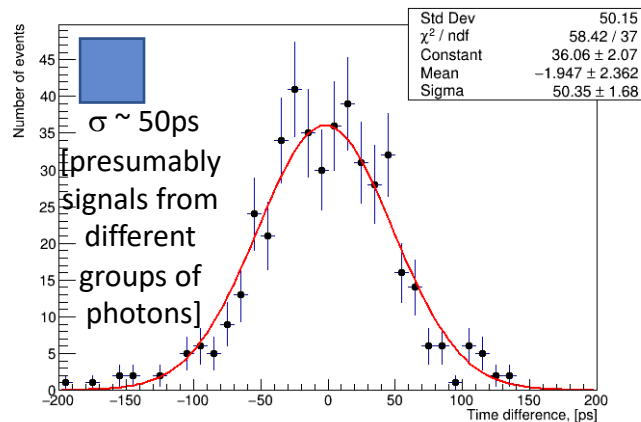 Std Dev 50.15
χ² / ndf 58.42 / 37
Constant 36.06 ± 2.07
Mean −1.947 ± 2.362
Sigma 50.35 ± 1.68
Number of events
45
40
35
30
25
20
15
10
5
0
σ ~ 50ps
[presumably
signals from
different
groups of
photons]
−200 −150 −100 −50 0 50 100 150 200
Time difference, [ps]